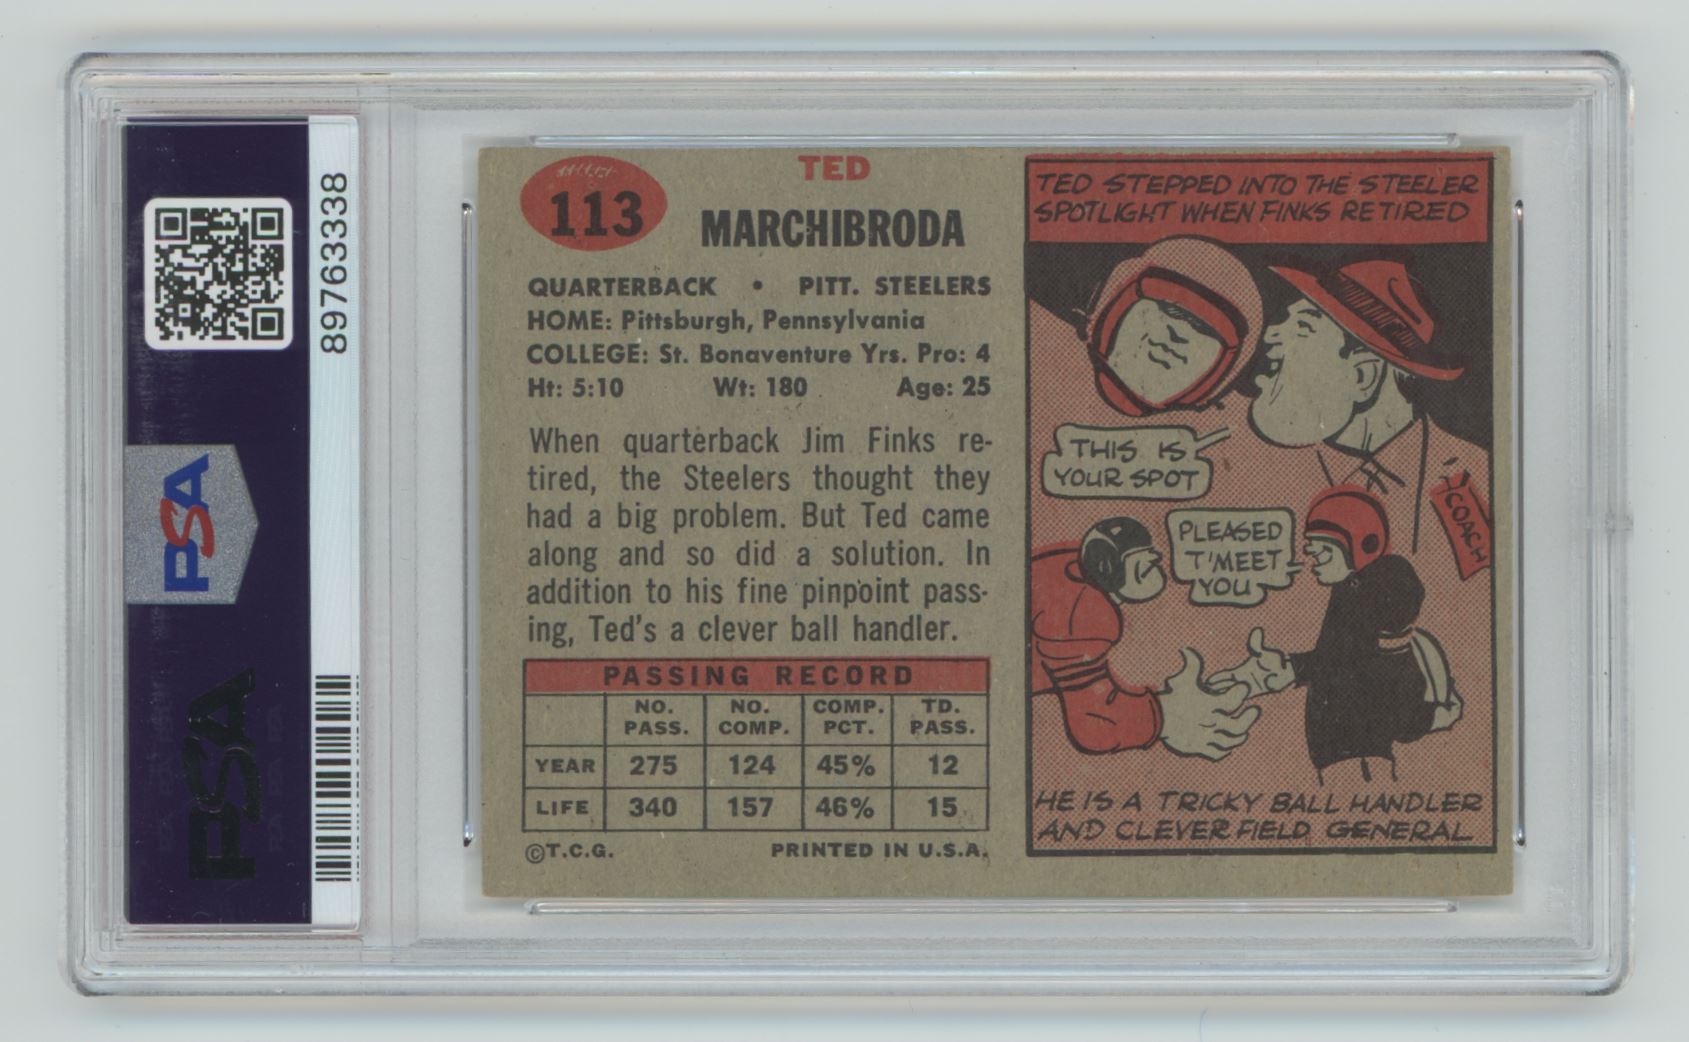 89763338
PSA
PSA
113
TED
MARCHIBRODA
QUARTERBACK • PITT. STEELERS
HOME: Pittsburgh, Pennsylvania
COLLEGE: St. Bonaventure Yrs. Pro: 4
Ht: 5:10 Wt: 180 Age: 25
When quarterback Jim Finks re-
tired, the Steelers thought they
had a big problem. But Ted came
along and so did a solution. In
addition to his fine pinpoint pass-
ing, Ted's a clever ball handler.
PASSING RECORD
NO. PASS. NO. COMP. COMP. PCT. TD. PASS.
YEAR 275 124 45% 12
LIFE 340 157 46% 15
©T.C.G. PRINTED IN U.S.A.
TED STEPPED INTO THE STEELER
SPOTLIGHT WHEN FINKS RETIRED
THIS IS
YOUR SPOT
COACH
PLEASED
T'MEET
YOU
HE IS A TRICKY BALL HANDLER
AND CLEVER FIELD GENERAL